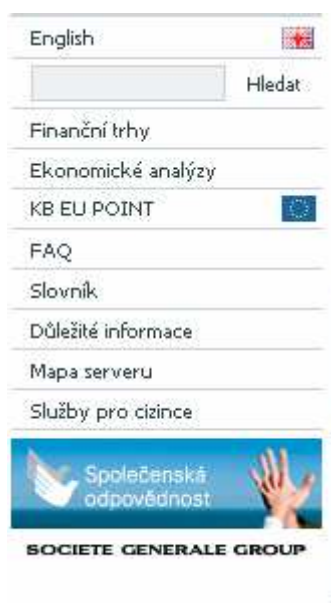 English
Hledat
Finanční trhy
Ekonomické analýzy
KB EU POINT
FAQ
Slovník
Důležité informace
Mapa serveru
Služby pro cizince
Společenská
odpovědnost
SOCIETE GENERALE GROUP